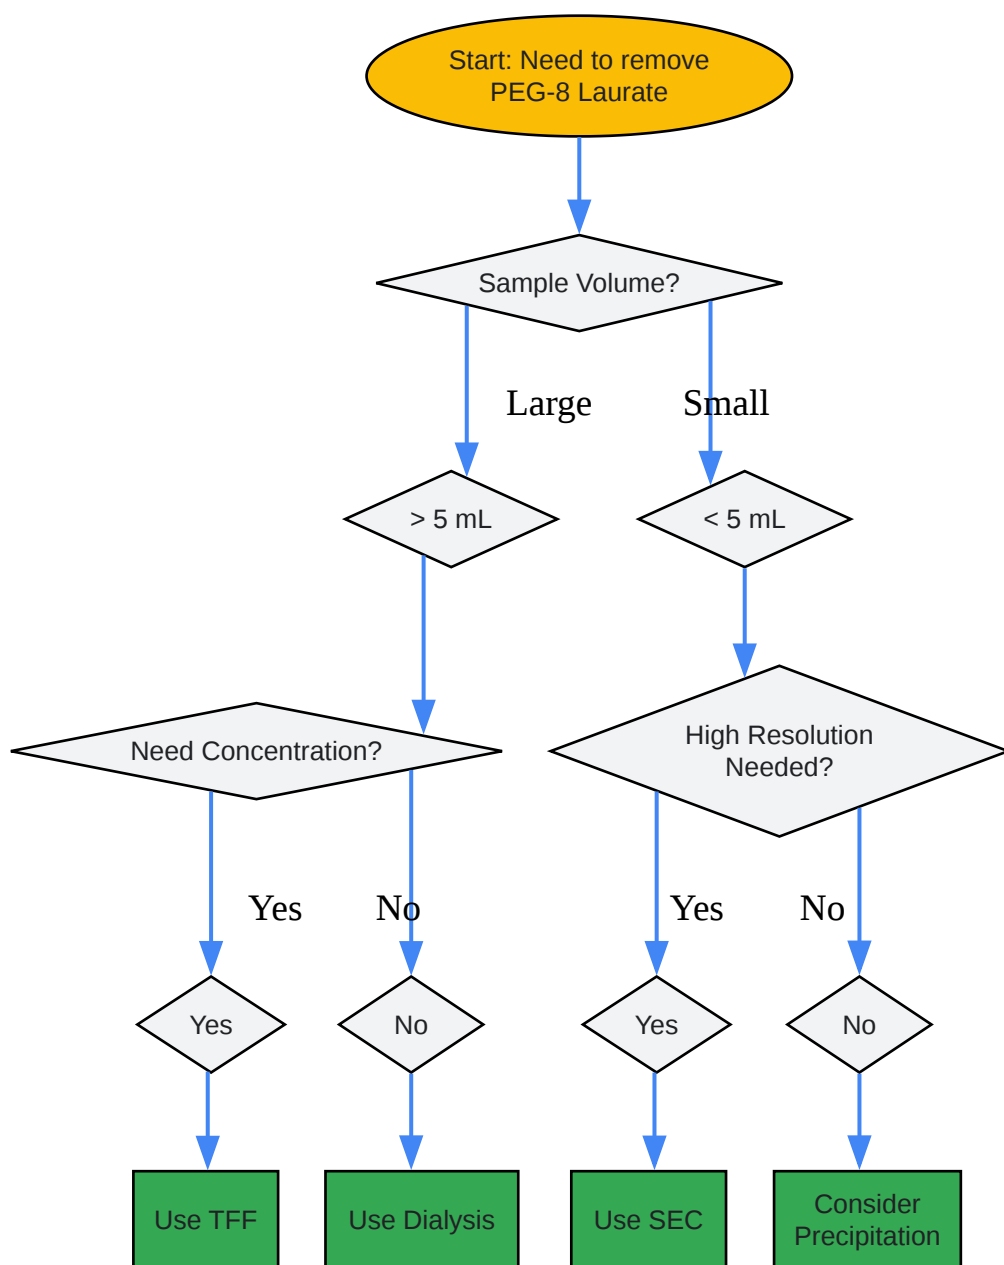 Start: Need to remove
PEG-8 Laurate
Sample Volume?
Large
Small
> 5 mL
< 5 mL
Need Concentration?
High Resolution
Needed?
Yes
No
Yes
No
Yes
No
Yes
No
Use TFF
Use Dialysis
Use SEC
Consider
Precipitation